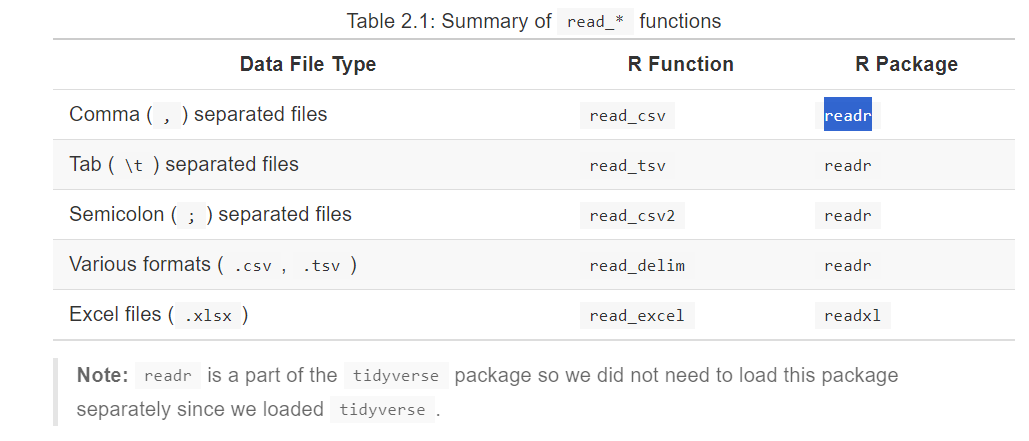 Table 2.1: Summary of read_* functions
Data File Type R Function R Package
Comma ( , ) separated files read_csv readr
Tab ( \t ) separated files read_tsv readr
Semicolon ( ; ) separated files read_csv2 readr
Various formats ( .csv , .tsv ) read_delim readr
Excel files ( .xlsx ) read_excel readxl
Note: readr is a part of the tidyverse package so we did not need to load this package
separately since we loaded tidyverse .